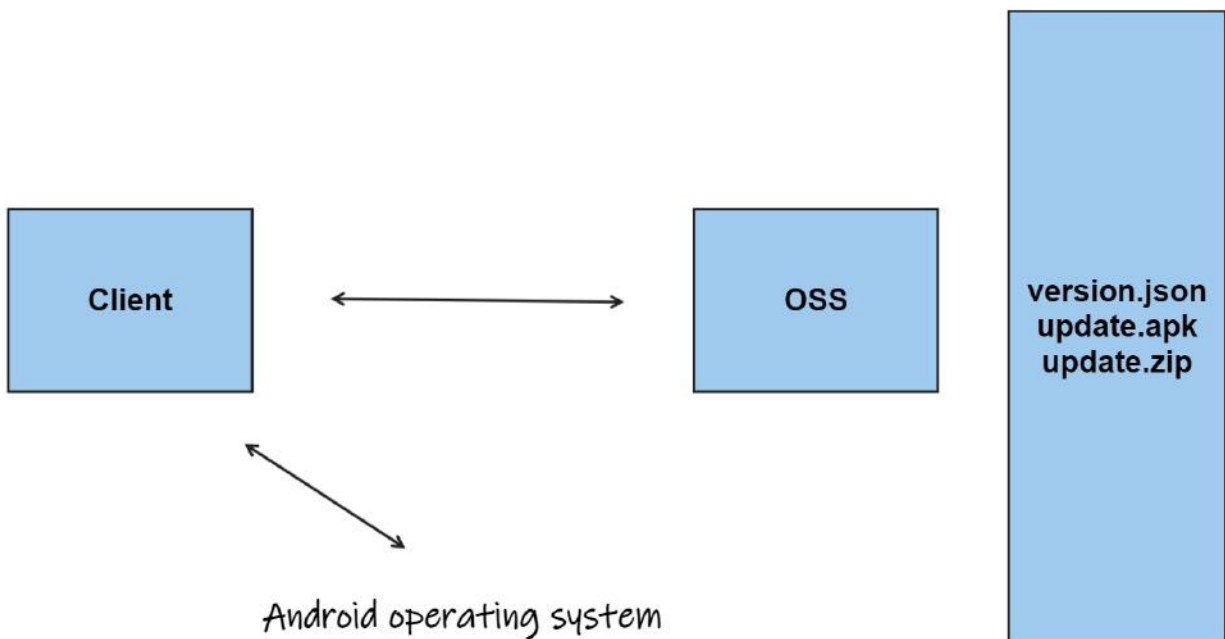 Client
OSS
version.json
update.apk
update.zip
Android operating system